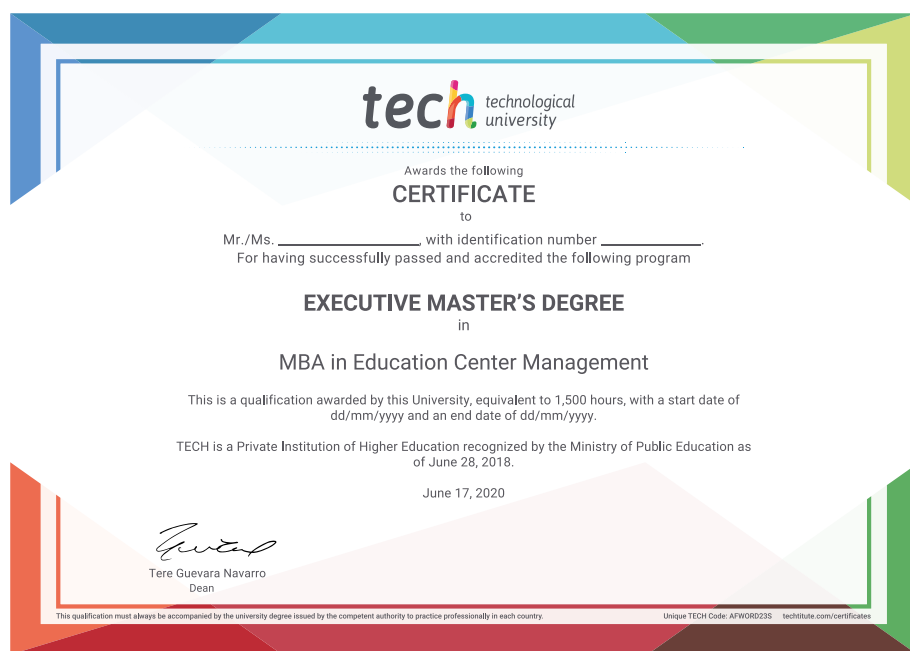 tech technological
university
Awards the following
CERTIFICATE
to
Mr./Ms. ____________________, with identification number ______________.
For having successfully passed and accredited the following program
EXECUTIVE MASTER'S DEGREE
in
MBA in Education Center Management
This is a qualification awarded by this University, equivalent to 1,500 hours, with a start date of
dd/mm/yyyy and an end date of dd/mm/yyyy.
TECH is a Private Institution of Higher Education recognized by the Ministry of Public Education as
of June 28, 2018.
June 17, 2020
Tere Guevara Navarro
Dean
This qualification must always be accompanied by the university degree issued by the competent authority to practice professionally in each country. Unique TECH Code: AFWORD23S techtitute.com/certificates